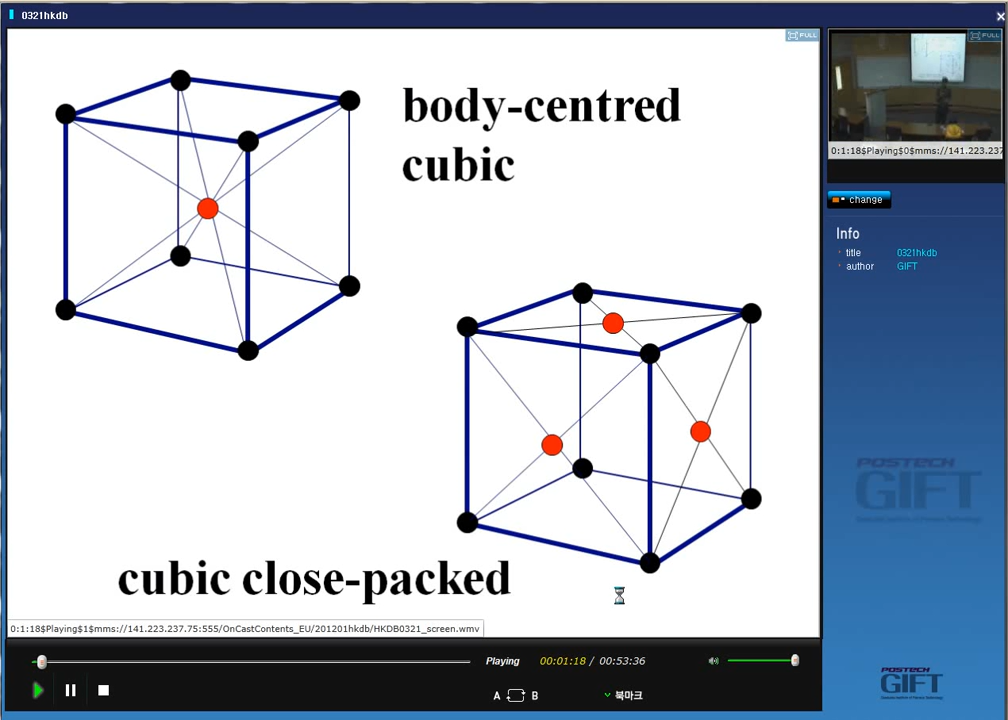 0321hkdb
FULL
FULL
body-centred
cubic
0:1:18$Playing$0$mms://141.223.237
change
Info
title 0321hkdb
author GIFT
cubic close-packed
POSTECH
GIFT
0:1:18$Playing$1$mms://141.223.237.75:555/OnCastContents_EU/201201hkdb/HKDB0321_screen.wmv
Playing 00:01:18 / 00:53:36
A B
북마크
POSTECH
GIFT